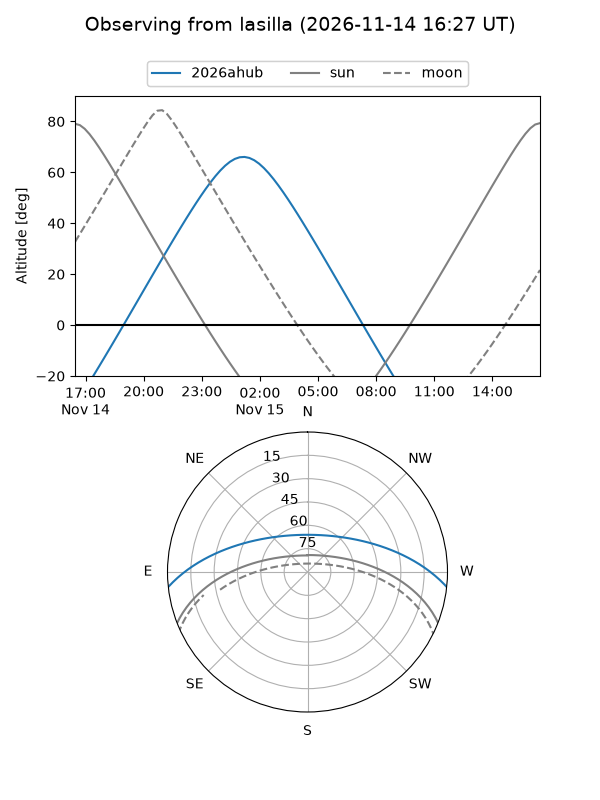 Observing from lasilla (2026-11-14 16:27 UT)
2026ahub sun moon
Altitude [deg]
80
60
40
20
0
−20
17:00 20:00 23:00 02:00 05:00 08:00 11:00 14:00
Nov 14 Nov 15
N
NE NW
15
30
45
60
75
E W
SE SW
S